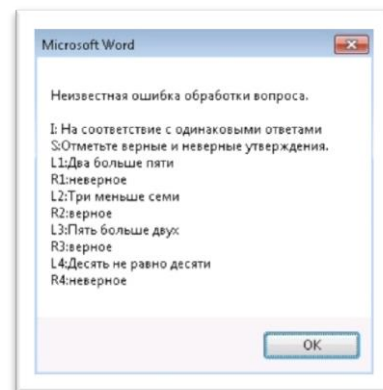 Microsoft Word
Неизвестная ошибка обработки вопроса.
I: На соответствие с одинаковыми ответами
S:Отметьте верные и неверные утверждения.
L1:Два больше пяти
R1:неверное
L2:Три меньше семи
R2:верное
L3:Пять больше двух
R3:верное
L4:Десять не равно десяти
R4:неверное
OK